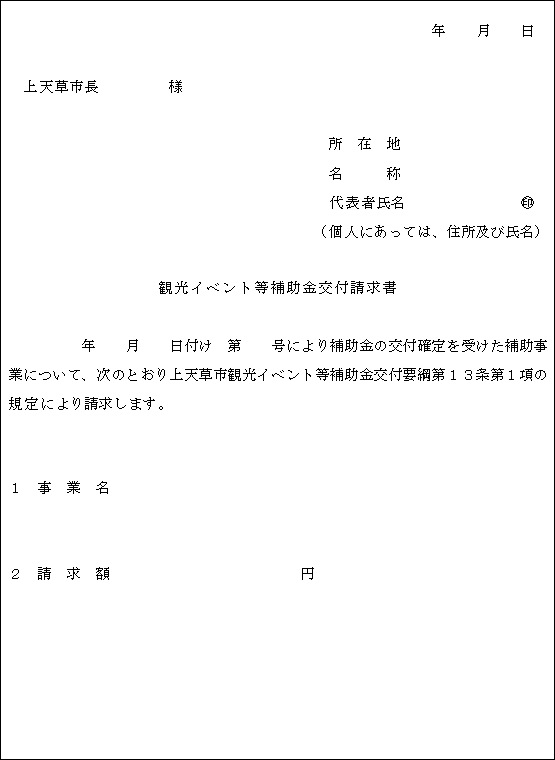 年　　月　　日
上天草市長　　　　　様
所　在　地
名　　　称
代表者氏名　　　　　　　　㊞
（個人にあっては、住所及び氏名）
観光イベント等補助金交付請求書
年　　月　　日付け　第　　号により補助金の交付確定を受けた補助事
業について、次のとおり上天草市観光イベント等補助金交付要綱第１３条第１項の
規定により請求します。
１　事　業　名
２　請　求　額　　　　　　　　　　　　　円